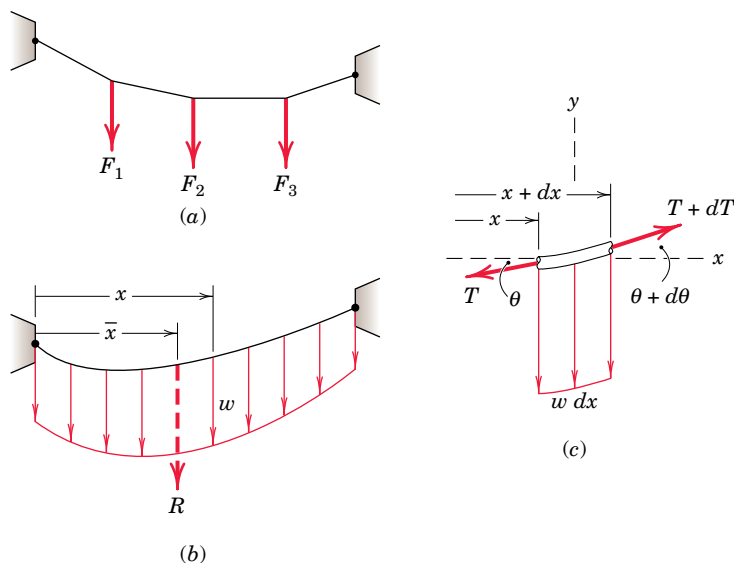 F₁
F₂
F₃
(a)
x
x̄
w
R
(b)
y
x + dx
x
T + dT
x
T
θ
θ + dθ
w dx
(c)